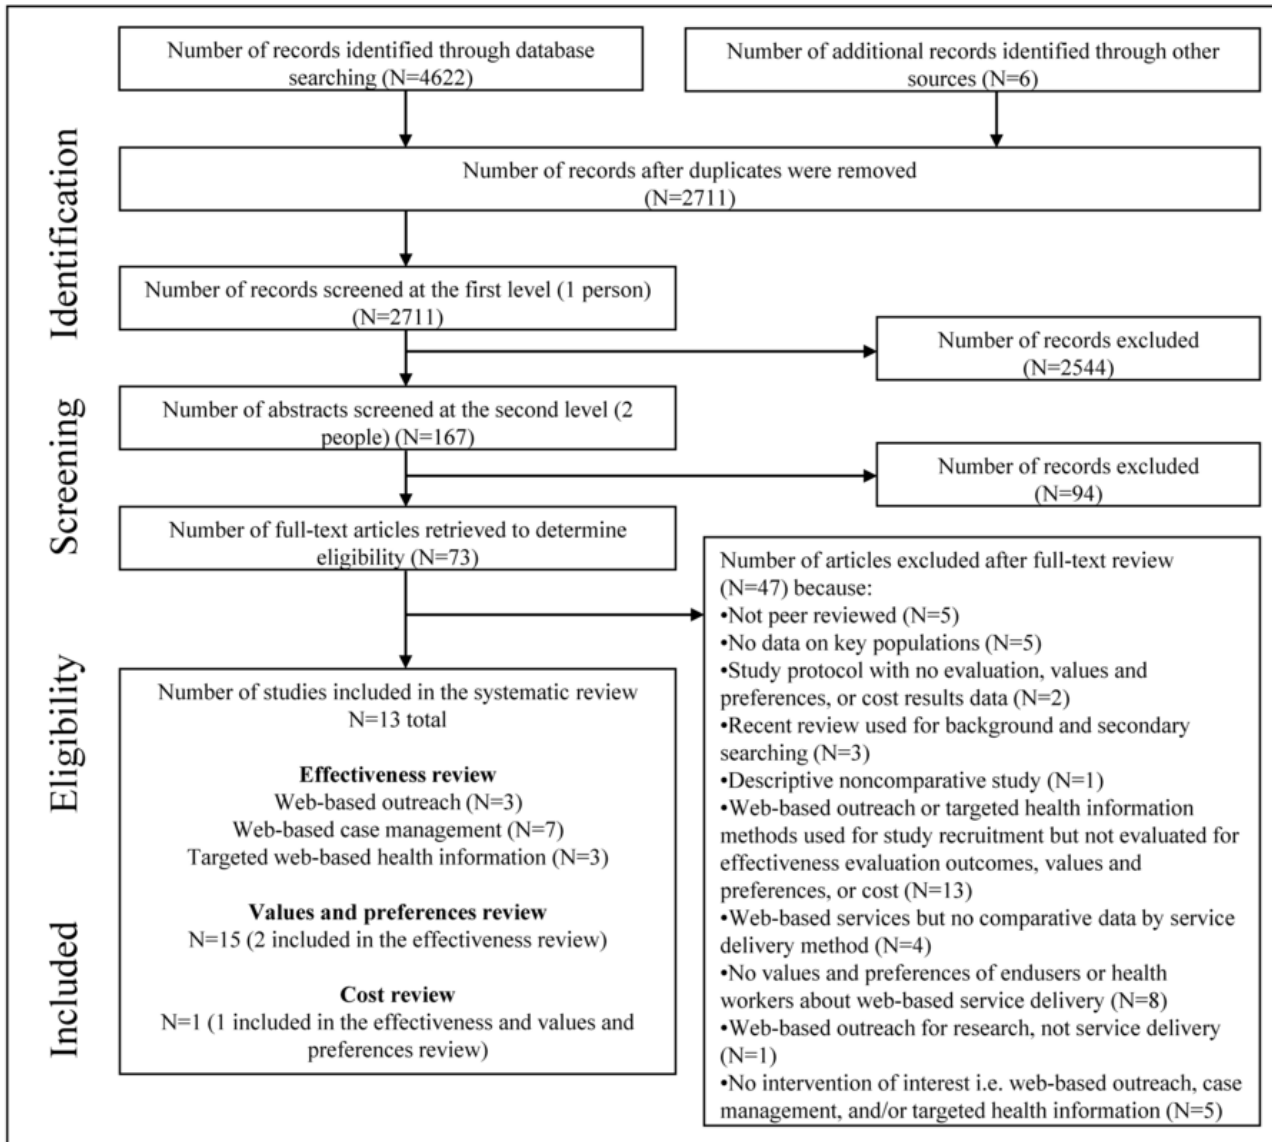 Number of records identified through database
searching (N=4622)
Number of additional records identified through other
sources (N=6)
Identification
Number of records after duplicates were removed
(N=2711)
Number of records screened at the first level (1 person)
(N=2711)
Number of records excluded
(N=2544)
Screening
Number of abstracts screened at the second level (2
people) (N=167)
Number of records excluded
(N=94)
Number of full-text articles retrieved to determine
eligibility (N=73)
Number of articles excluded after full-text review
(N=47) because:
•Not peer reviewed (N=5)
•No data on key populations (N=5)
•Study protocol with no evaluation, values and
preferences, or cost results data (N=2)
•Recent review used for background and secondary
searching (N=3)
•Descriptive noncomparative study (N=1)
•Web-based outreach or targeted health information
methods used for study recruitment but not evaluated for
effectiveness evaluation outcomes, values and
preferences, or cost (N=13)
•Web-based services but no comparative data by service
delivery method (N=4)
•No values and preferences of endusers or health
workers about web-based service delivery (N=8)
•Web-based outreach for research, not service delivery
(N=1)
•No intervention of interest i.e. web-based outreach, case
management, and/or targeted health information (N=5)
Eligibility
Number of studies included in the systematic review
N=13 total
Effectiveness review
Web-based outreach (N=3)
Web-based case management (N=7)
Targeted web-based health information (N=3)
Values and preferences review
N=15 (2 included in the effectiveness review)
Included
Cost review
N=1 (1 included in the effectiveness and values and
preferences review)